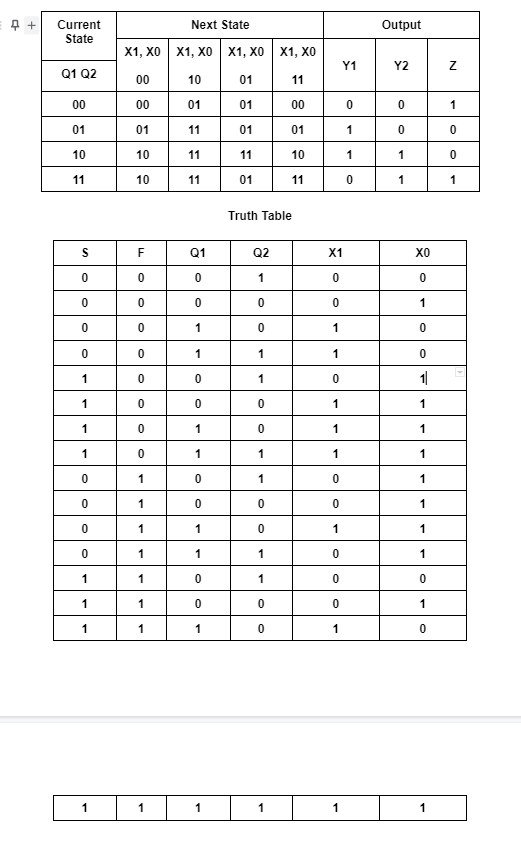 Current State Next State Output
Q1 Q2 X1, X0 00 X1, X0 10 X1, X0 01 X1, X0 11 Y1 Y2 Z
00 00 01 01 00 0 0 1
01 01 11 01 01 1 0 0
10 10 11 11 10 1 1 0
11 10 11 01 11 0 1 1
Truth Table
S F Q1 Q2 X1 X0
0 0 0 1 0 0
0 0 0 0 0 1
0 0 1 0 1 0
0 0 1 1 1 0
1 0 0 1 0 1
1 0 0 0 1 1
1 0 1 0 1 1
1 0 1 1 1 1
0 1 0 1 0 1
0 1 0 0 0 1
0 1 1 0 1 1
0 1 1 1 0 1
1 1 0 1 0 0
1 1 0 0 0 1
1 1 1 0 1 0
1 1 1 1 1 1